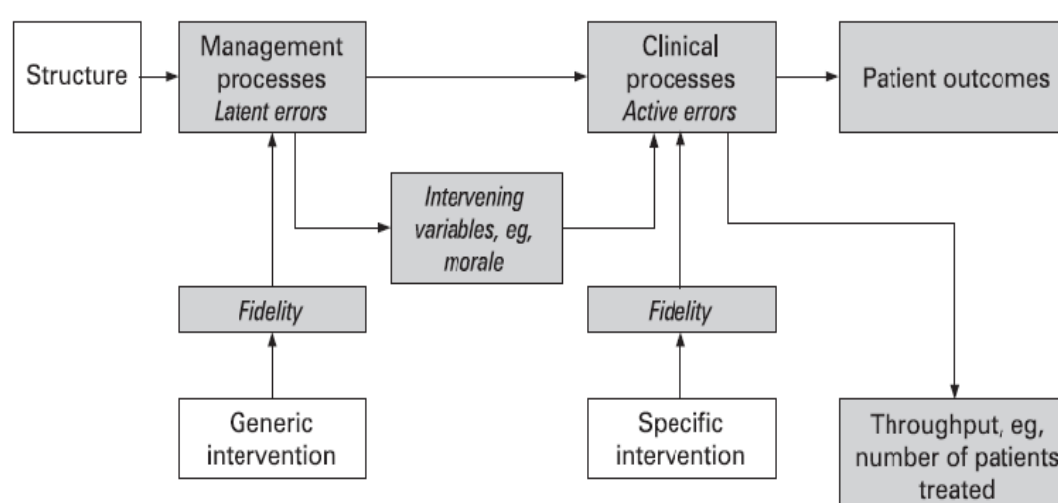 Structure
Management
processes
Latent errors
Clinical
processes
Active errors
Patient outcomes
Intervening
variables, eg,
morale
Fidelity
Fidelity
Generic
intervention
Specific
intervention
Throughput, eg,
number of patients
treated